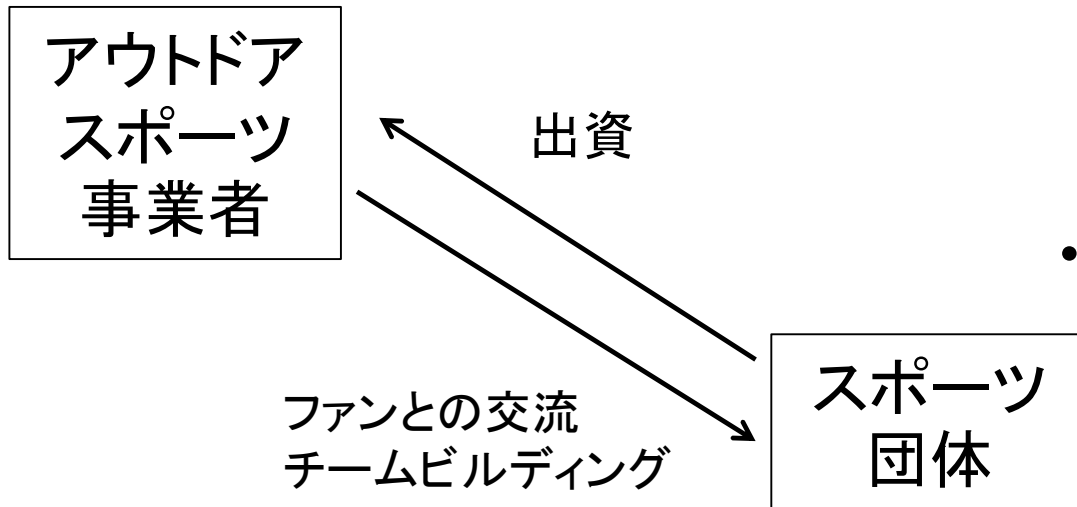 アウトドア
スポーツ
事業者
出資
•
ファンとの交流
チームビルディング
スポーツ
団体